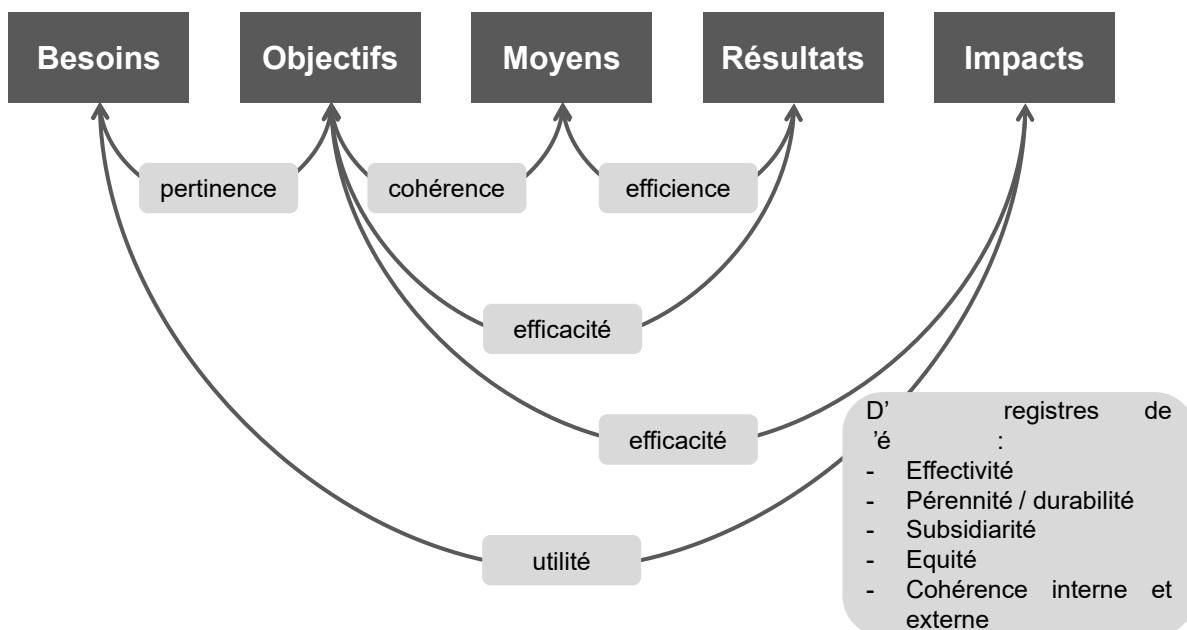 Besoins Objectifs Moyens Résultats Impacts
pertinence cohérence efficience
efficacité
efficacité
utilité
D’ registres de
’é :
- Effectivité
- Pérennité / durabilité
- Subsidiarité
- Equité
- Cohérence interne et
externe